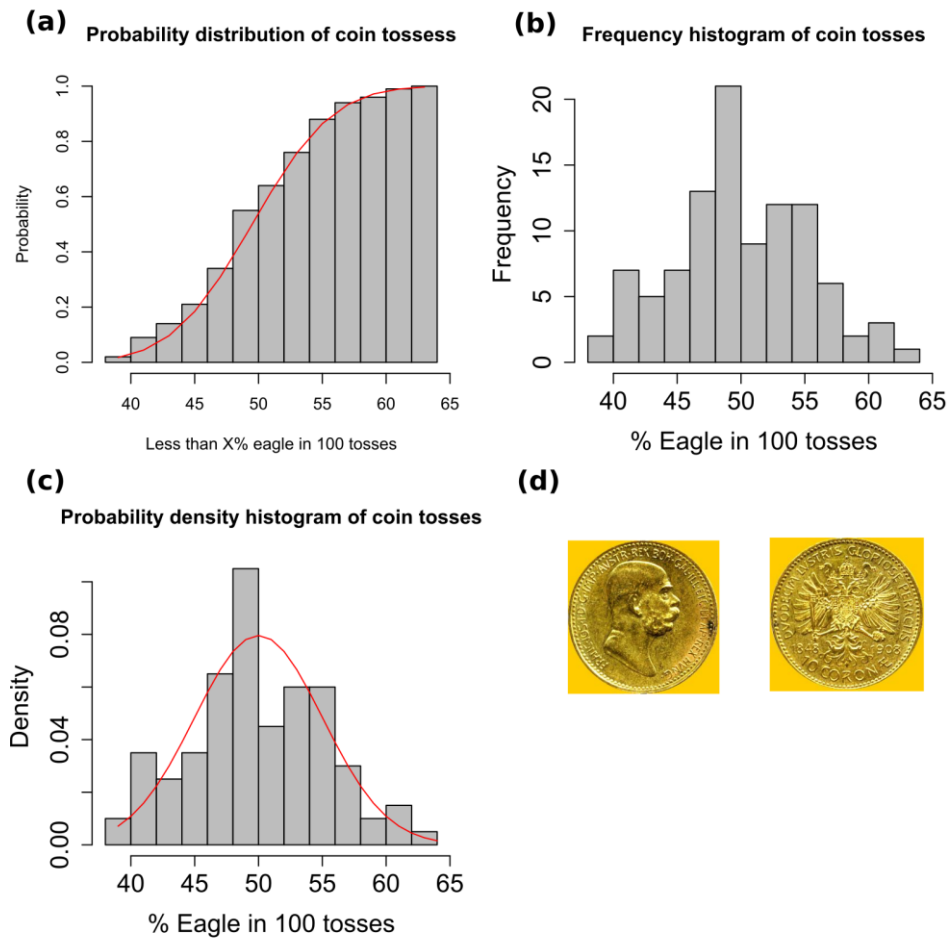 (a)
Probability distribution of coin tossess
Probability
0.0 0.2 0.4 0.6 0.8 1.0
40 45 50 55 60 65
Less than X% eagle in 100 tosses
(b)
Frequency histogram of coin tosses
Frequency
0 5 10 15 20
40 45 50 55 60 65
% Eagle in 100 tosses
(c)
Probability density histogram of coin tosses
Density
0.00 0.04 0.08
40 45 50 55 60 65
% Eagle in 100 tosses
(d)
1848 1908